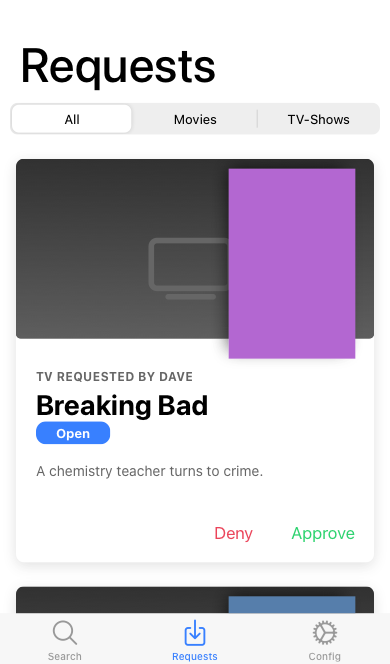 Requests
All
Movies
TV-Shows
TV REQUESTED BY DAVE
Breaking Bad
Open
A chemistry teacher turns to crime.
Deny
Approve
Search
Requests
Config